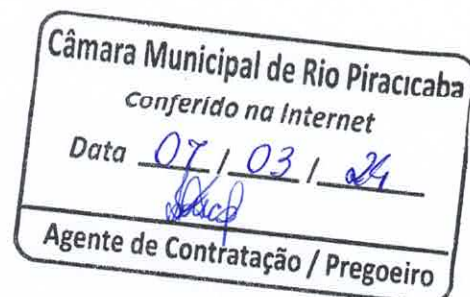 Câmara Municipal de Rio Piracicaba
Conferido na Internet
Data 07 / 03 / 24
Agente de Contratação / Pregoeiro